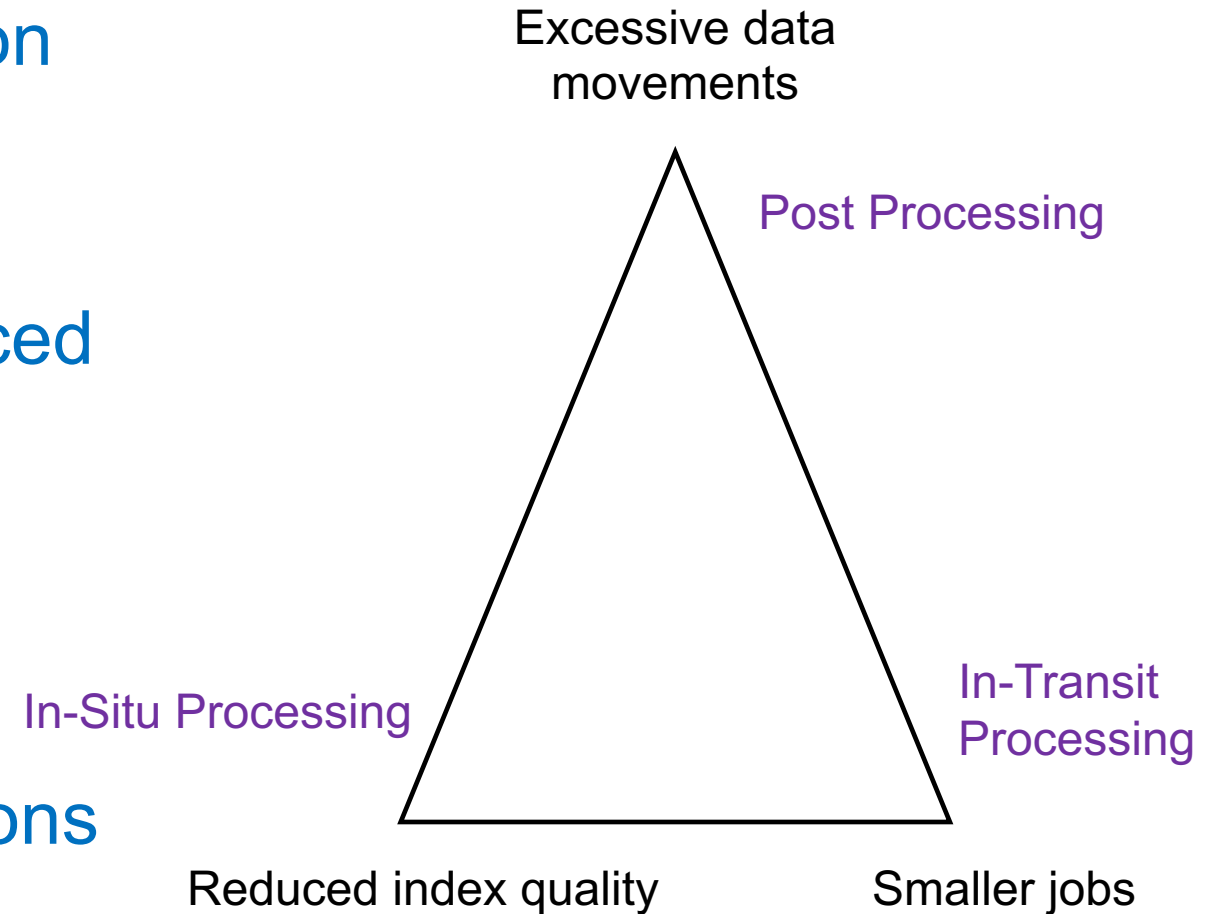 on
Excessive data
movements
Post Processing
ced
In-Situ Processing
In-Transit
Processing
ons
Reduced index quality
Smaller jobs